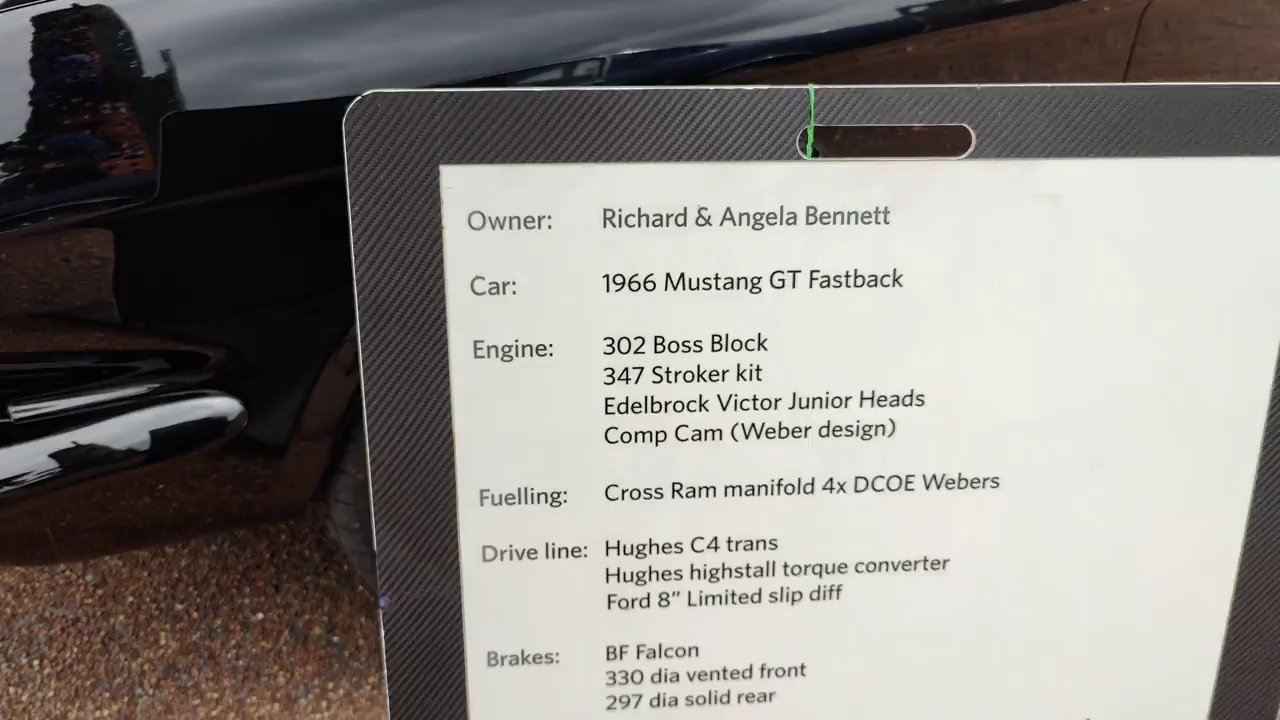 Owner: Richard & Angela Bennett
Car: 1966 Mustang GT Fastback
Engine: 302 Boss Block
347 Stroker kit
Edelbrock Victor Junior Heads
Comp Cam (Weber design)
Fuelling: Cross Ram manifold 4x DCOE Webers
Drive line: Hughes C4 trans
Hughes highstall torque converter
Ford 8” Limited slip diff
Brakes: BF Falcon
330 dia vented front
297 dia solid rear